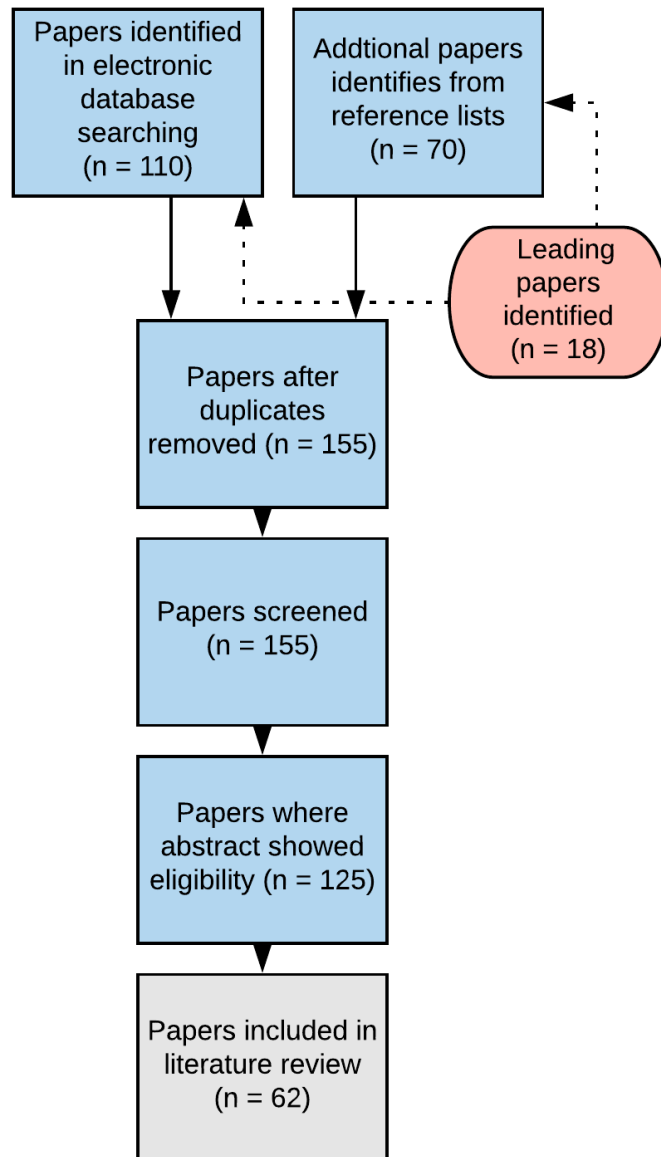 Papers identified
in electronic
database
searching
(n = 110)
Addtional papers
identifies from
reference lists
(n = 70)
Leading
papers
identified
(n = 18)
Papers after
duplicates
removed (n = 155)
Papers screened
(n = 155)
Papers where
abstract showed
eligibility (n = 125)
Papers included in
literature review
(n = 62)